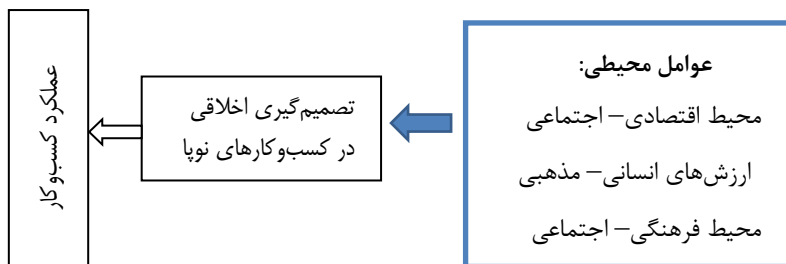 عوامل محیطی:
محیط اقتصادی– اجتماعی
ارزش‌های انسانی– مذهبی
محیط فرهنگی– اجتماعی
تصمیم‌گیری اخلاقی
در کسب‌وکارهای نوپا
عملکرد کسب‌وکار